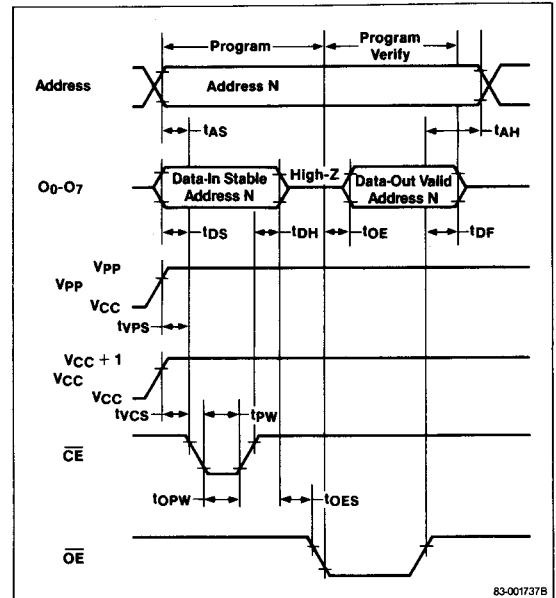 Program
Program
Verify
Address
Address N
tAS
tAH
O0-O7
Data-In Stable
Address N
High-Z
Data-Out Valid
Address N
tDS
tDH
tOE
tDF
VPP
VPP
VCC
tVPS
VCC + 1
VCC
VCC
tVCS
tPW
CE
tOPW
tOES
OE
83-001737B